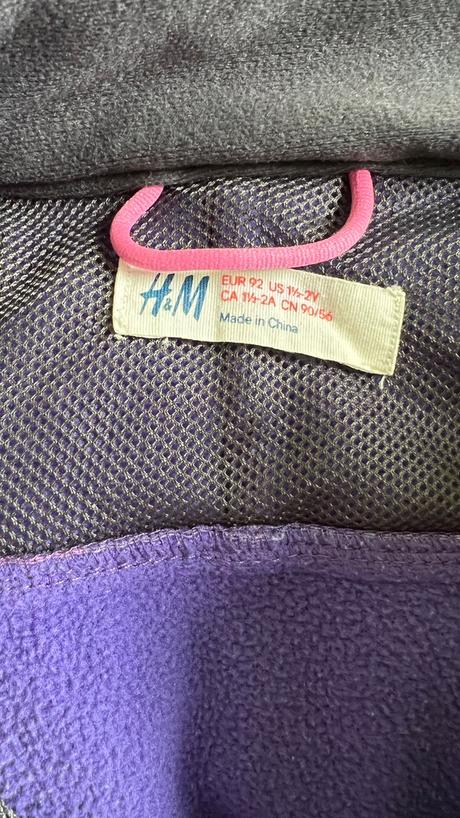 H&M
EUR 92 US 1½-2Y
CA 1½-2A CN 90/56
Made in China